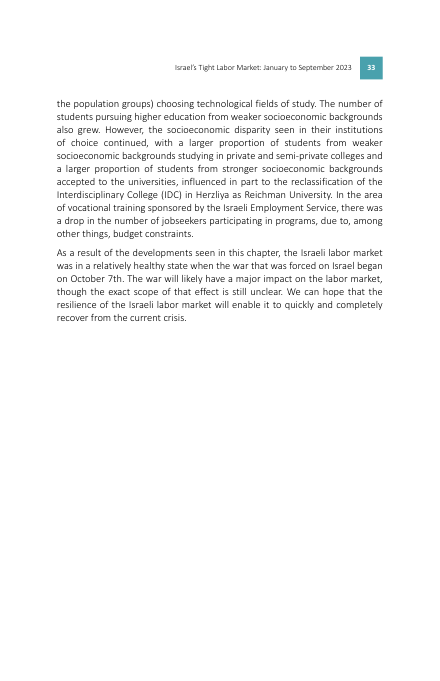 Israel's Tight Labor Market: January to September 2023 33
the population groups) choosing technological fields of study. The number of
students pursuing higher education from weaker socioeconomic backgrounds
also grew. However, the socioeconomic disparity seen in their institutions
of choice continued, with a larger proportion of students from weaker
socioeconomic backgrounds studying in private and semi-private colleges and
a larger proportion of students from stronger socioeconomic backgrounds
accepted to the universities, influenced in part to the reclassification of the
Interdisciplinary College (IDC) in Herzliya as Reichman University. In the area
of vocational training sponsored by the Israeli Employment Service, there was
a drop in the number of jobseekers participating in programs, due to, among
other things, budget constraints.
As a result of the developments seen in this chapter, the Israeli labor market
was in a relatively healthy state when the war that was forced on Israel began
on October 7th. The war will likely have a major impact on the labor market,
though the exact scope of that effect is still unclear. We can hope that the
resilience of the Israeli labor market will enable it to quickly and completely
recover from the current crisis.